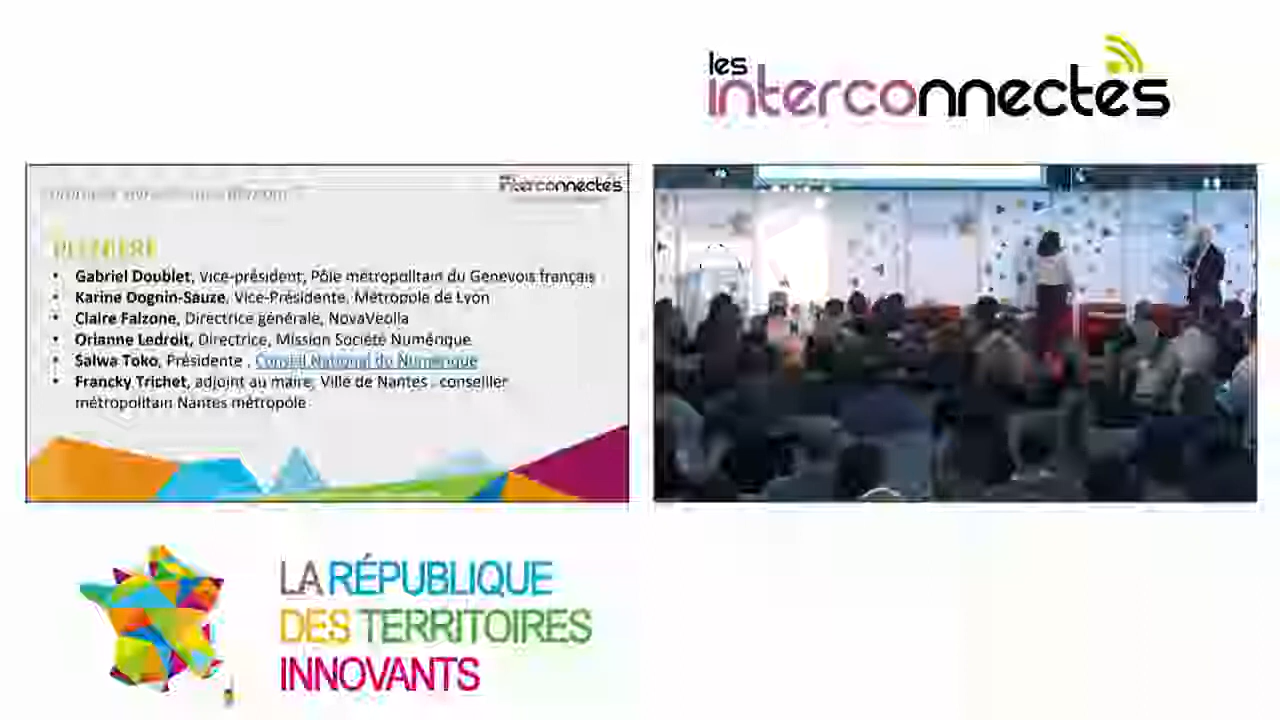 les
interconnectés
interconnectés
PLÉNIÈRE
• Gabriel Doublet, Vice-président, Pôle métropolitain du Genevois français
• Karine Dognin-Sauze, Vice-Présidente, Métropole de Lyon
• Claire Falzone, Directrice générale, NovaVeolia
• Orianne Ledroit, Directrice, Mission Société Numérique
• Salwa Toko, Présidente , Conseil National du Numérique
• Francky Trichet, adjoint au maire, Ville de Nantes , conseiller
métropolitain Nantes métropole
LA RÉPUBLIQUE
DES TERRITOIRES
INNOVANTS